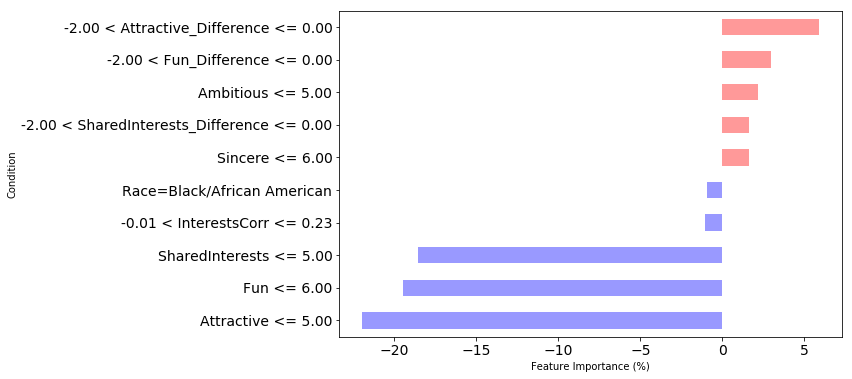 -2.00 < Attractive_Difference <= 0.00
-2.00 < Fun_Difference <= 0.00
Ambitious <= 5.00
-2.00 < SharedInterests_Difference <= 0.00
Sincere <= 6.00
Race=Black/African American
-0.01 < InterestsCorr <= 0.23
SharedInterests <= 5.00
Fun <= 6.00
Attractive <= 5.00
Condition
−20 −15 −10 −5 0 5
Feature Importance (%)